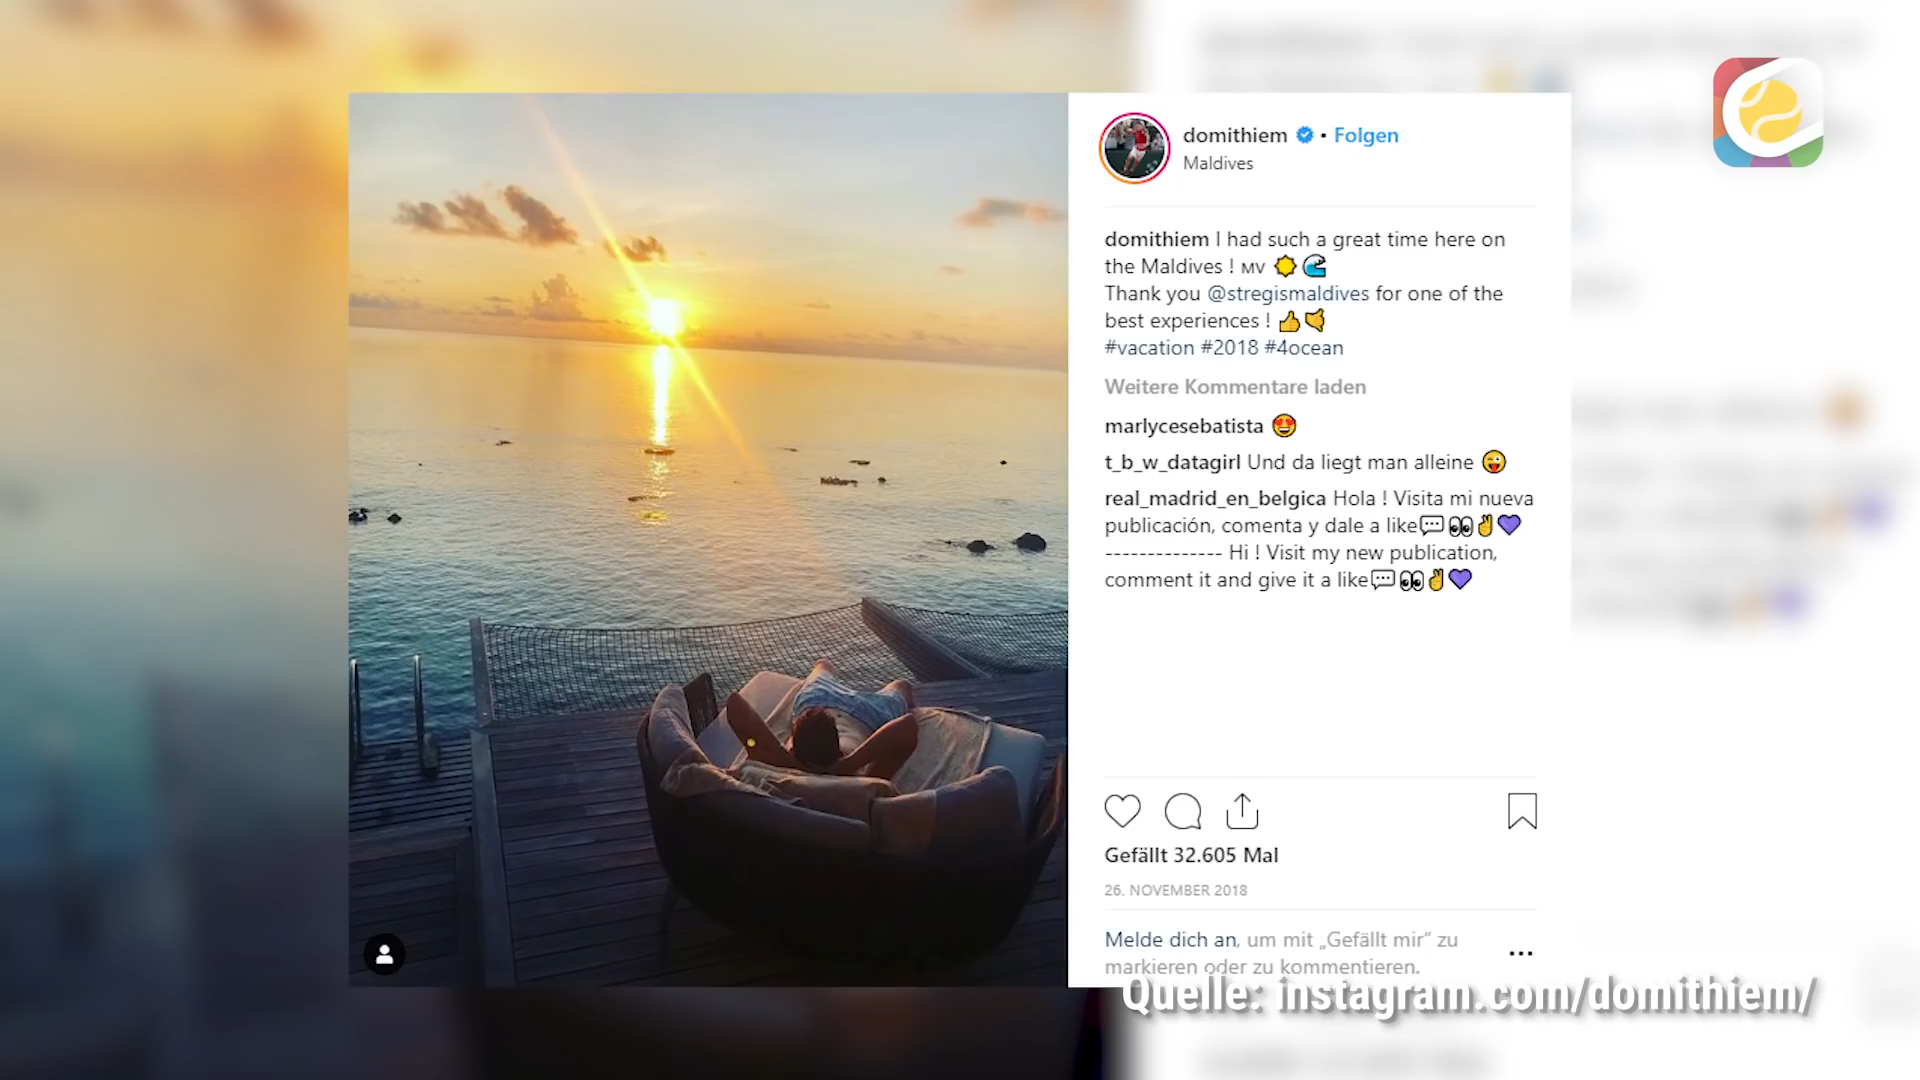 domithiem • Folgen
Maldives
domithiem I had such a great time here on
the Maldives ! MV ☀️🌊
Thank you @stregismaldives for one of the
best experiences ! 👍🤙
#vacation #2018 #4ocean
Weitere Kommentare laden
marlycesebatista 😍
t_b_w_datagirl Und da liegt man alleine 😜
real_madrid_en_belgica Hola ! Visita mi nueva
publicación, comenta y dale a like💬👀✌️💜
-------------- Hi ! Visit my new publication,
comment it and give it a like💬👀✌️💜
Gefällt 32.605 Mal
26. NOVEMBER 2018
Melde dich an, um mit „Gefällt mir“ zu
markieren oder zu kommentieren.
Quelle: instagram.com/domithiem/